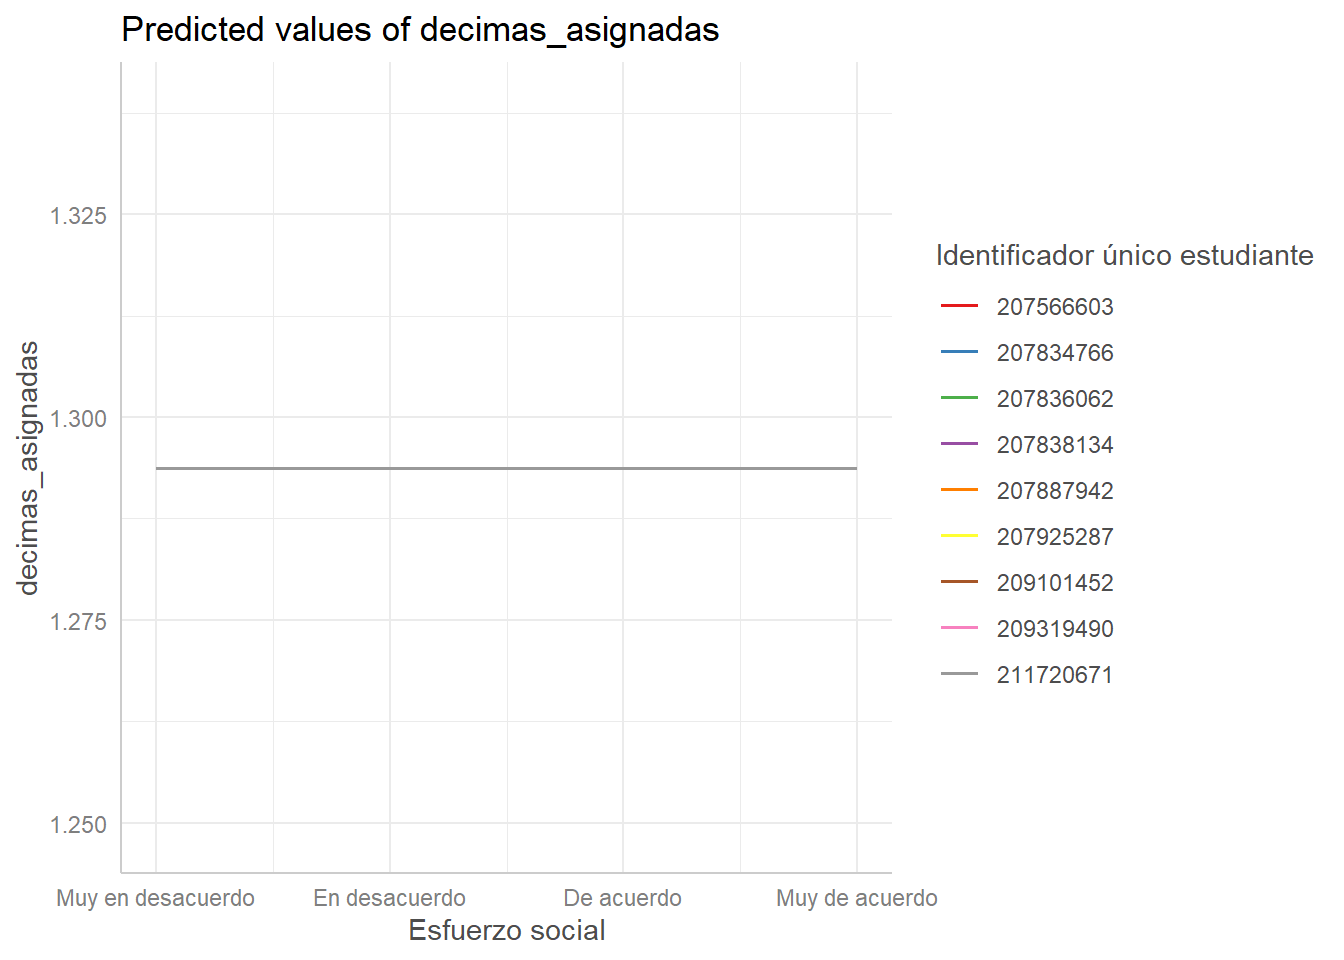 Predicted values of decimas_asignadas
decimas_asignadas
1.325
1.300
1.275
1.250
Muy en desacuerdo
En desacuerdo
De acuerdo
Muy de acuerdo
Esfuerzo social
Identificador único estudiante
207566603
207834766
207836062
207838134
207887942
207925287
209101452
209319490
211720671